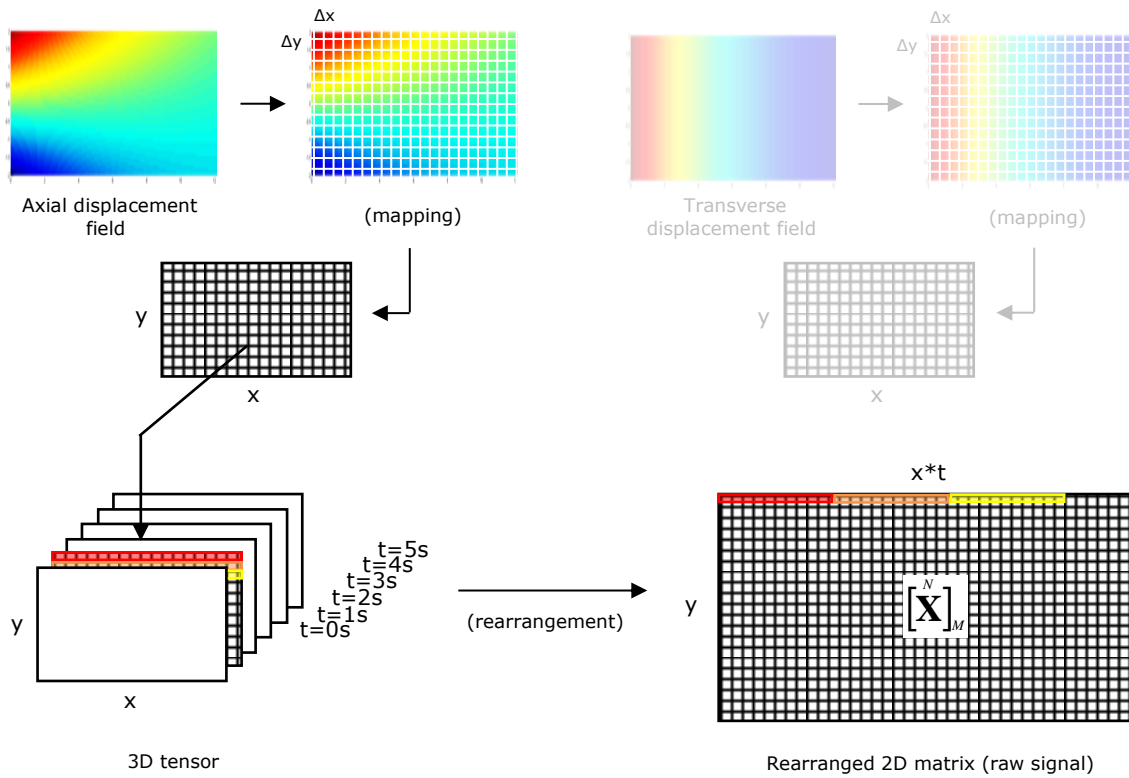 Δx
Δy
Axial displacement
field
(mapping)
Δx
Δy
Transverse
displacement field
(mapping)
y
x
y
x
t=5s
t=4s
t=3s
t=2s
t=1s
t=0s
y
x
3D tensor
(rearrangement)
x*t
y
[X]
N
M
Rearranged 2D matrix (raw signal)